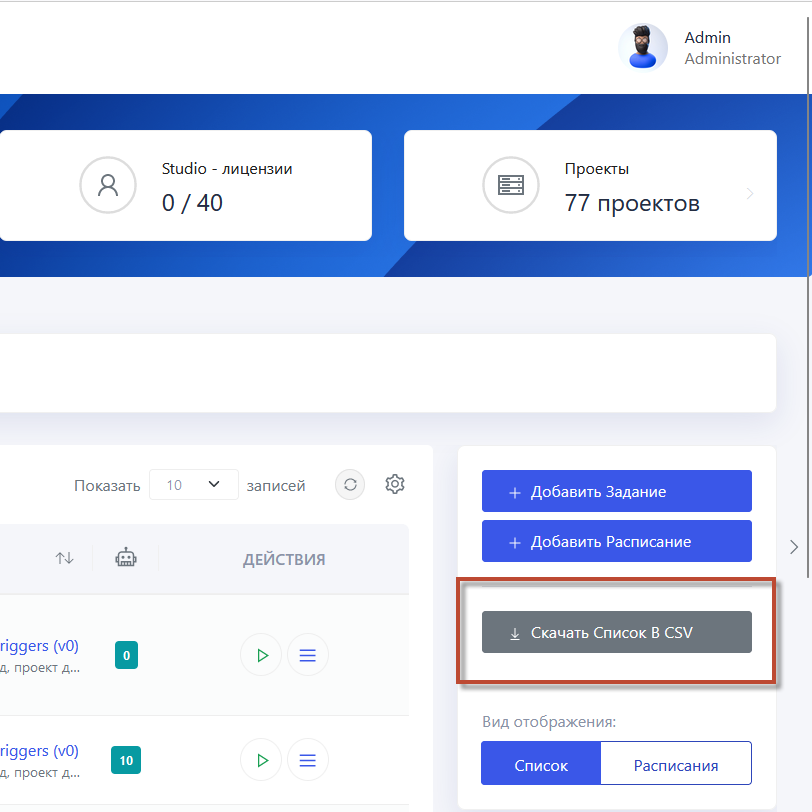 Admin
Administrator
Studio - лицензии
0 / 40
Проекты
77 проектов
Показать 10 записей
ДЕЙСТВИЯ
riggers (v0)
д, проект д...
0
riggers (v0)
д, проект д...
10
Добавить Задание
Добавить Расписание
Скачать Список В CSV
Вид отображения:
Список Расписания